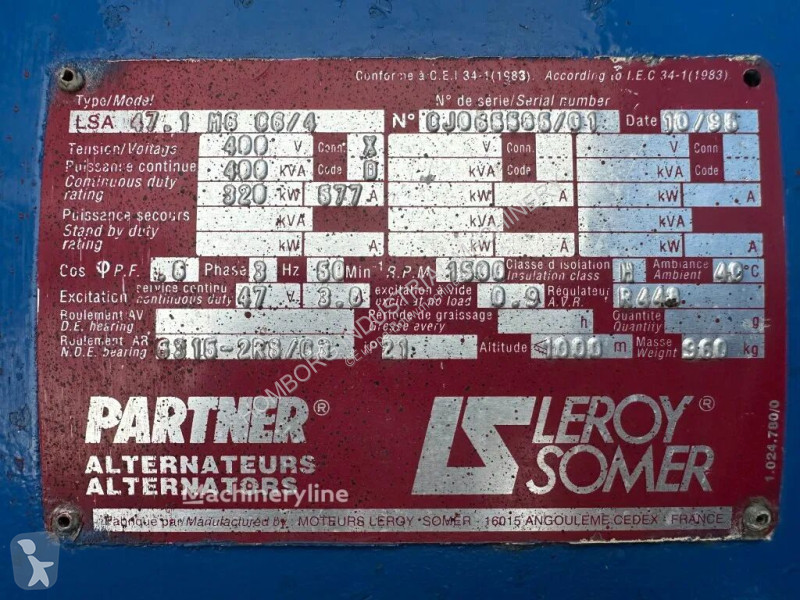 Conforme à C.E.I 34-1(1983). According to I.E.C 34-1(1983)
Type/Model N° de série/Serial number
LSA 47.1 M6 C6/4 N° Date 10/96
Tension/Voltage 400 V Conn. X V Conn. V Conn
Puissance continue 400 kVA Code D kVA Code kVA Code
Continuous duty
rating 320 kW 577 A kW A kW A
Puissance secours kVA kVA kVA
Stand by duty
rating kW A kW A kW A
Cos φ P.F. Phase 3 Hz 50 Min-1 R.P.M. 1500 Classe d'isolation H Ambiance 40 °C
Insulation class Ambient
Excitation service continu 47 V 3.0 excitation à vide 0.9 Régulateur R449
continuous duty excit. at no load A.V.R.
Roulement AV Periode de graissage h Quantité g
D.E. bearing Grease every Quantity
Roulement AR 6315-2RS/C3 21 Altitude ≤1000 m Masse 960 kg
N.D.E. bearing Weight
PARTNER® LS LEROY® SOMER
ALTERNATEURS
ALTERNATORS
Machineryline
Fabriqué par/Manufactured by : MOTEURS LEROY-SOMER - 16015 ANGOULEME CEDEX - FRANCE
1.024.780/0